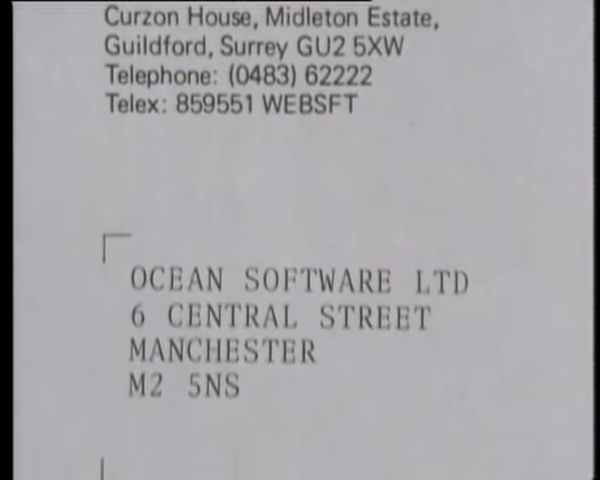 Curzon House, Midleton Estate,
Guildford, Surrey GU2 5XW
Telephone: (0483) 62222
Telex: 859551 WEBSFT
OCEAN SOFTWARE LTD
6 CENTRAL STREET
MANCHESTER
M2 5NS